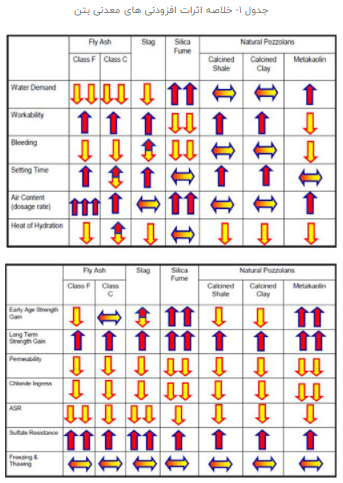 جدول ۱- خلاصه اثرات افزودنی های معدنی بتن
Fly Ash Slag Silica Fume Natural Pozzolans
Class F Class C Calcined Shale Calcined Clay Metakaolin
Water Demand
Workability
Bleeding
Setting Time
Air Content
(dosage rate)
Heat of Hydration
Fly Ash Slag Silica Fume Natural Pozzolans
Class F Class C Calcined Shale Calcined Clay Metakaolin
Early Age Strength
Gain
Long Term
Strength Gain
Permeability
Chloride Ingress
ASR
Sulfate Resistance
Freezing &
Thawing